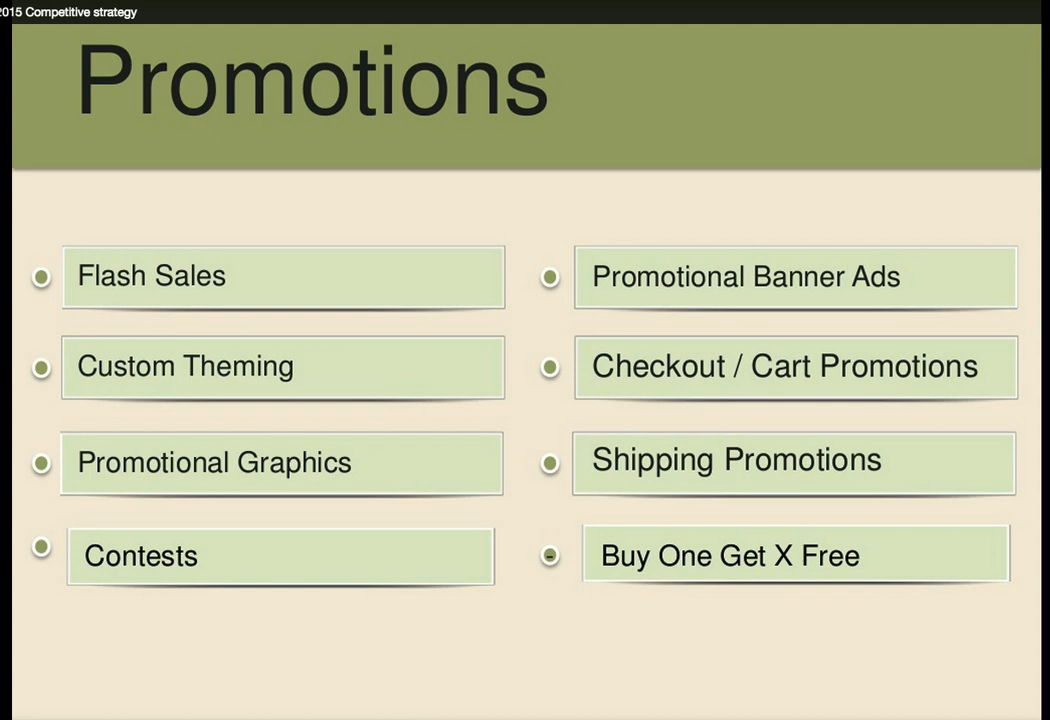 2015 Competitive strategy
Promotions
Flash Sales
Custom Theming
Promotional Graphics
Contests
Promotional Banner Ads
Checkout / Cart Promotions
Shipping Promotions
Buy One Get X Free